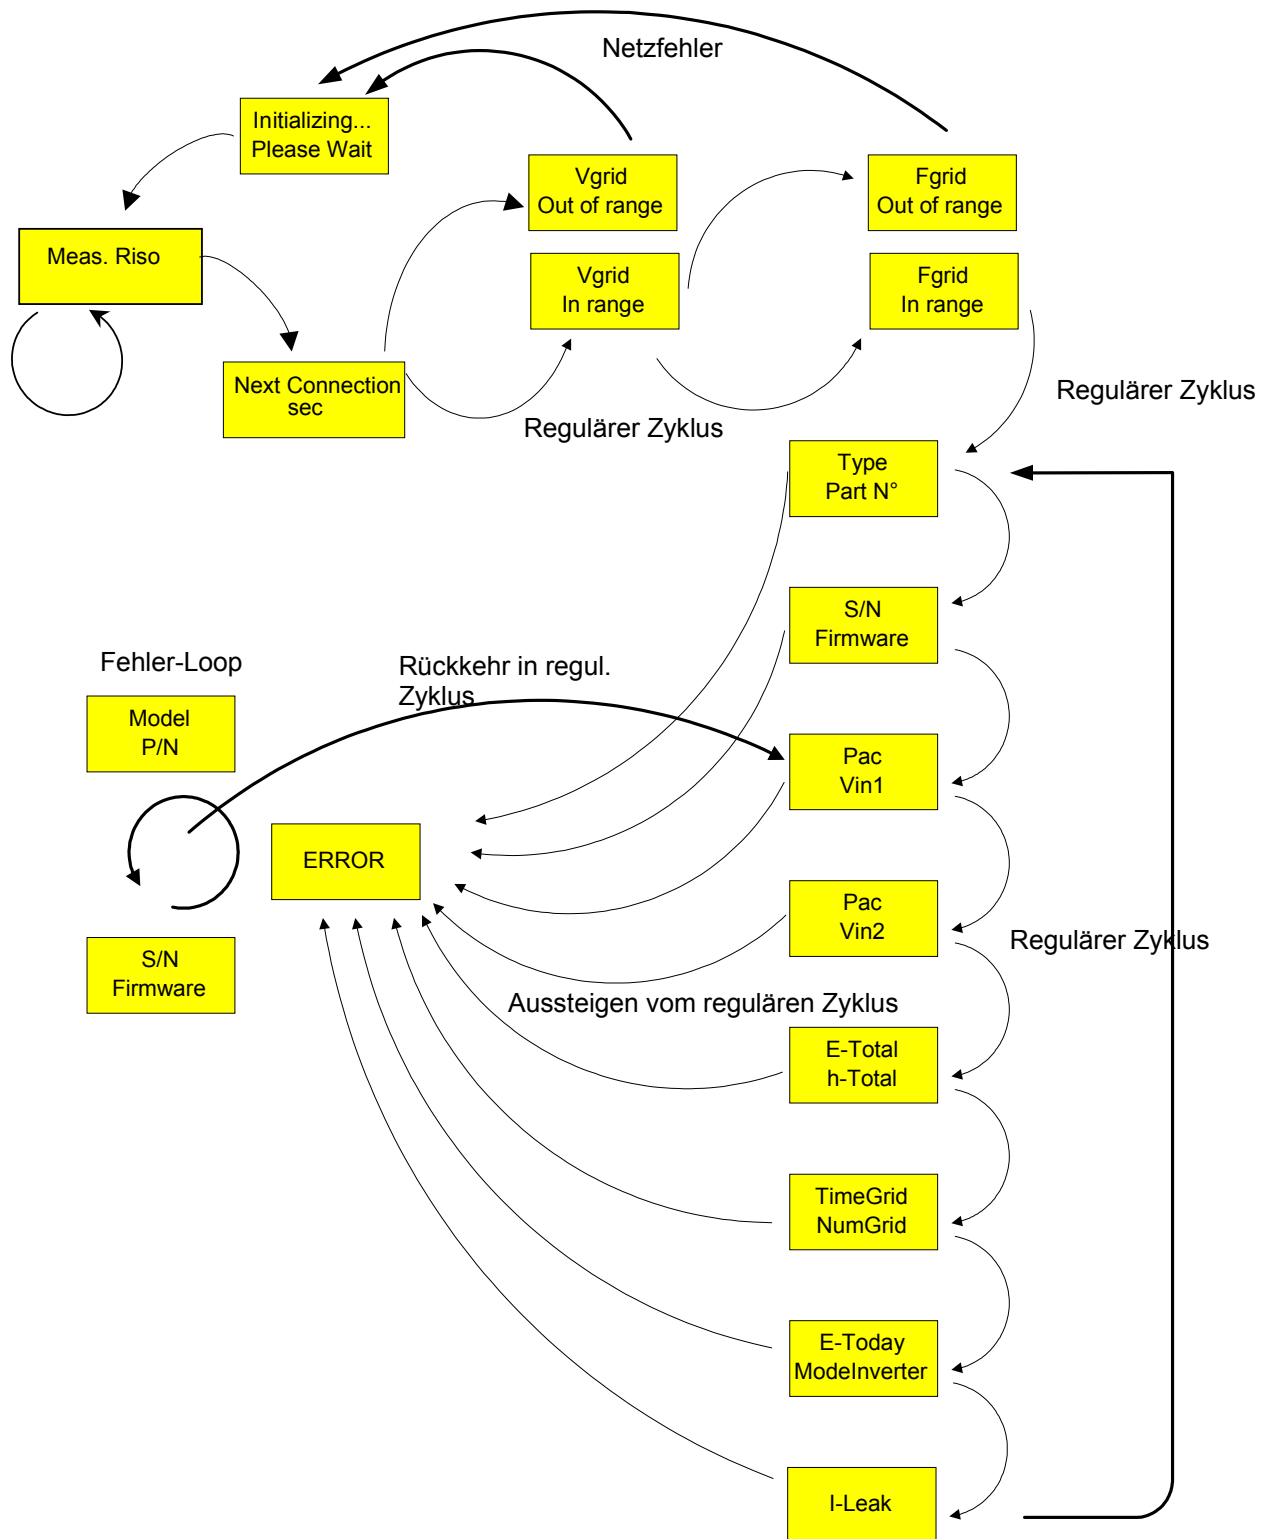 Netzfehler
Initializing...
Please Wait
Vgrid
Out of range
Fgrid
Out of range
Meas. Riso
Vgrid
In range
Fgrid
In range
Next Connection
sec
Regulärer Zyklus
Regulärer Zyklus
Type
Part N°
S/N
Firmware
Fehler-Loop
Rückkehr in regul.
Zyklus
Model
P/N
Pac
Vin1
ERROR
Pac
Vin2
Regulärer Zyklus
S/N
Firmware
Aussteigen vom regulären Zyklus
E-Total
h-Total
TimeGrid
NumGrid
E-Today
ModeInverter
I-Leak